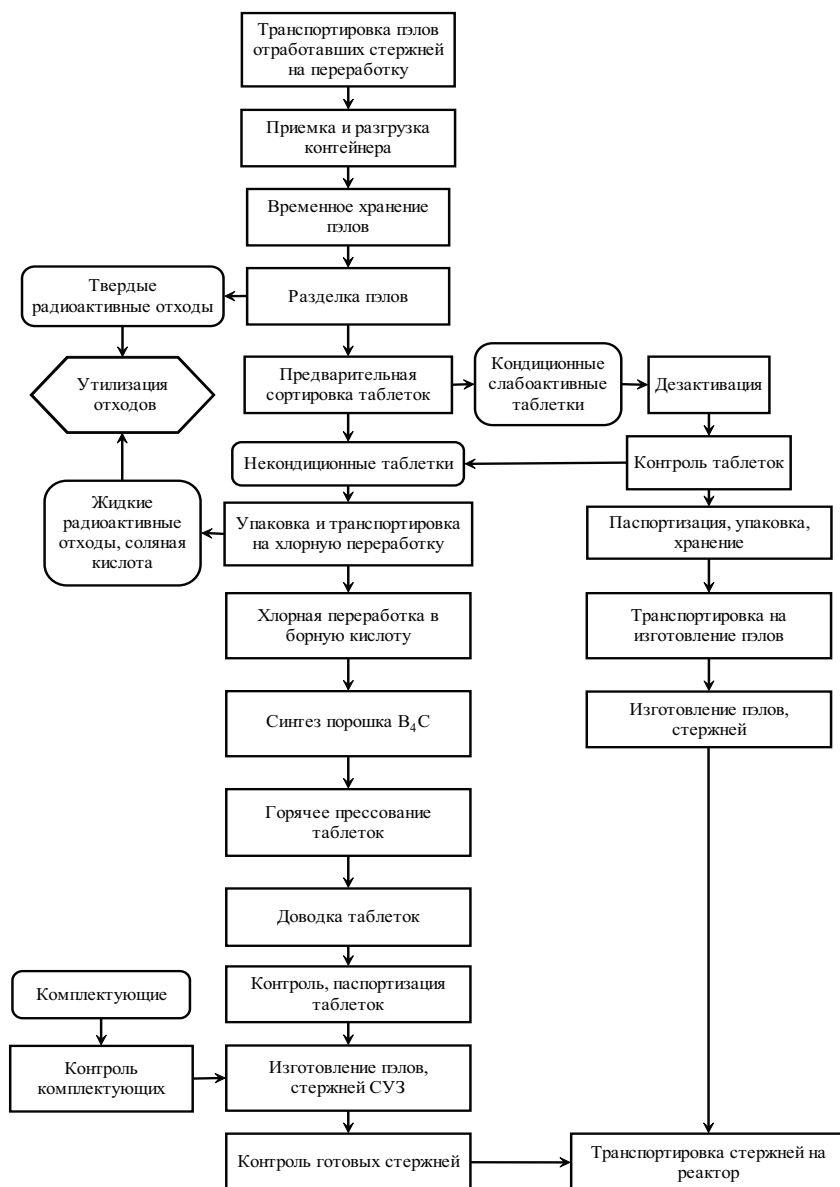 Транспортировка пэлов
отработавших стержней
на переработку
Приемка и разгрузка
контейнера
Временное хранение
пэлов
Твердые
радиоактивные отходы
Разделка пэлов
Утилизация
отходов
Предварительная
сортировка таблеток
Кондиционные
слабоактивные
таблетки
Дезактивация
Некондиционные таблетки
Контроль таблеток
Жидкие
радиоактивные
отходы, соляная
кислота
Упаковка и транспортировка
на хлорную переработку
Паспортизация, упаковка,
хранение
Хлорная переработка в
борную кислоту
Транспортировка на
изготовление пэлов
Синтез порошка B₄C
Изготовление пэлов,
стержней
Горячее прессование
таблеток
Доводка таблеток
Комплектующие
Контроль, паспортизация
таблеток
Контроль
комплектующих
Изготовление пэлов,
стержней СУЗ
Контроль готовых стержней
Транспортировка стержней на
реактор